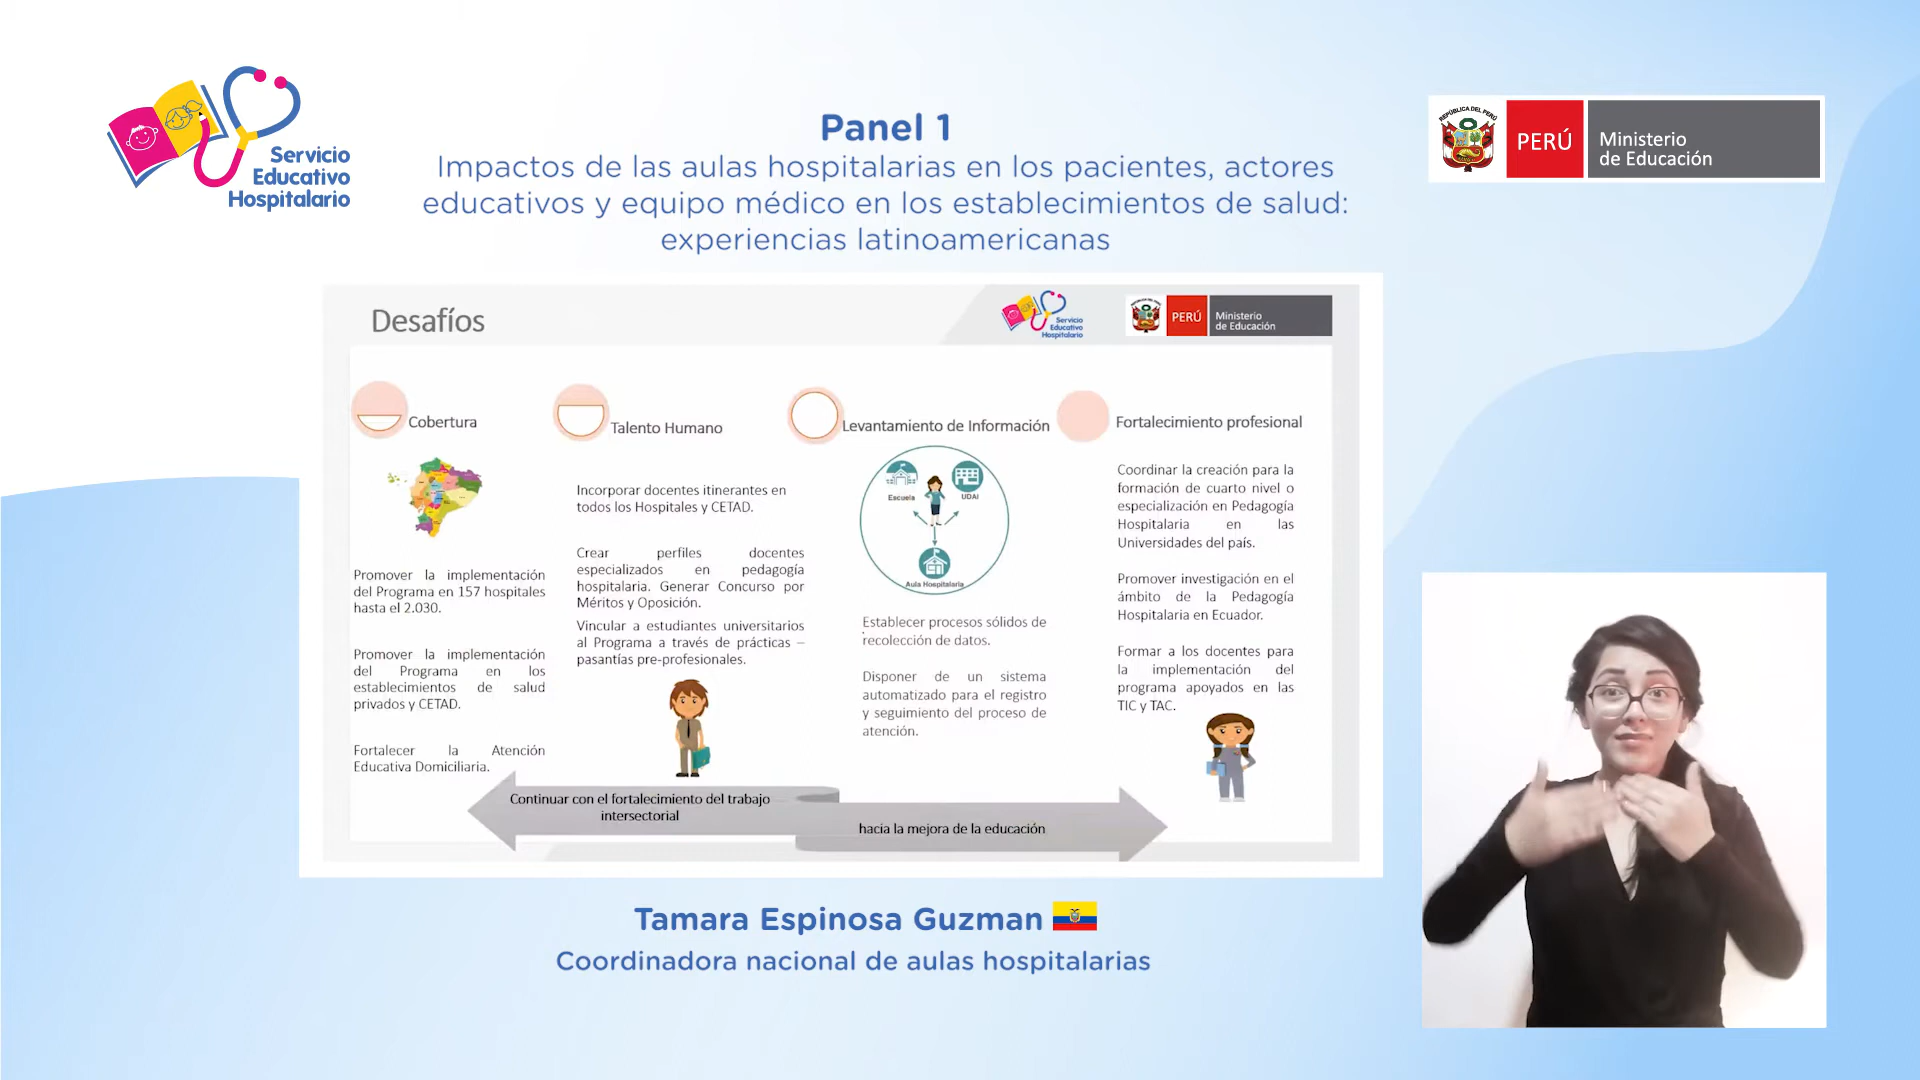 Servicio
Educativo
Hospitalario
Panel 1
Impactos de las aulas hospitalarias en los pacientes, actores
educativos y equipo médico en los establecimientos de salud:
experiencias latinoamericanas
REPÚBLICA DEL PERÚ
PERÚ
Ministerio
de Educación
Desafíos
Servicio
Educativo
Hospitalario
PERÚ
Ministerio
de Educación
Cobertura
Promover la implementación
del Programa en 157 hospitales
hasta el 2.030.
Promover la implementación
del Programa en los
establecimientos de salud
privados y CETAD.
Fortalecer la Atención
Educativa Domiciliaria.
Talento Humano
Incorporar docentes itinerantes en
todos los Hospitales y CETAD.
Crear perfiles docentes
especializados en pedagogía
hospitalaria. Generar Concurso por
Méritos y Oposición.
Vincular a estudiantes universitarios
al Programa a través de prácticas –
pasantías pre-profesionales.
Levantamiento de Información
Escuela
UDAI
Aula Hospitalaria
Establecer procesos sólidos de
recolección de datos.
Disponer de un sistema
automatizado para el registro
y seguimiento del proceso de
atención.
Fortalecimiento profesional
Coordinar la creación para la
formación de cuarto nivel o
especialización en Pedagogía
Hospitalaria en las
Universidades del país.
Promover investigación en el
ámbito de la Pedagogía
Hospitalaria en Ecuador.
Formar a los docentes para
la implementación del
programa apoyados en las
TIC y TAC.
Continuar con el fortalecimiento del trabajo
intersectorial
hacia la mejora de la educación
Tamara Espinosa Guzman
Coordinadora nacional de aulas hospitalarias